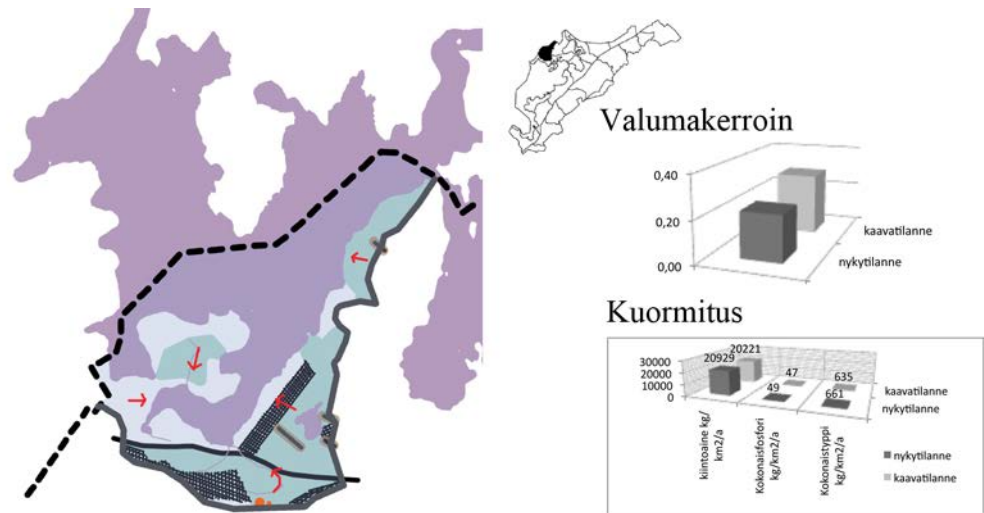 Valumakerroin
0,40
0,20
0,00
kaavatilanne
nykytilanne
Kuormitus
30000
20000
10000
0
20929
20221
49
47
661
635
kaavatilanne
nykytilanne
kiintoaine kg/
km2/a
Kokonaisfosfori
kg/km2/a
Kokonaistyppi
kg/km2/a
nykytilanne
kaavatilanne